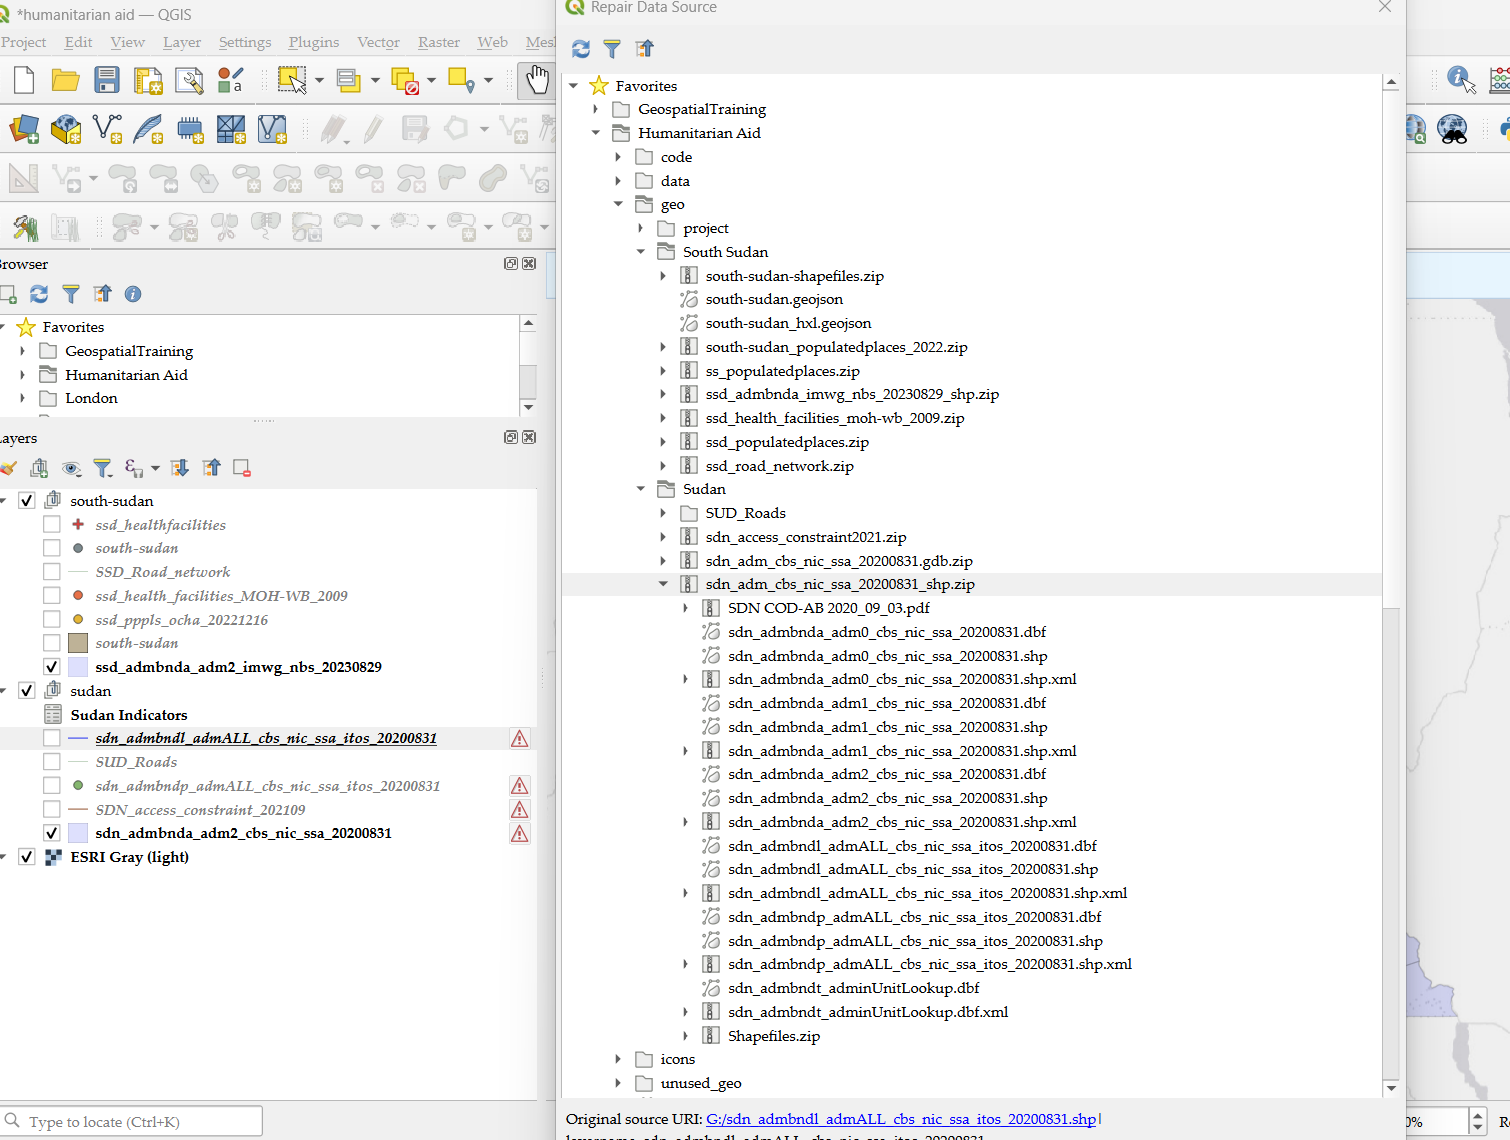 *humanitarian aid — QGIS
Project Edit View Layer Settings Plugins Vector Raster Web Mesh
Browser
Favorites
GeospatialTraining
Humanitarian Aid
London
Layers
south-sudan
ssd_healthfacilities
south-sudan
SSD_Road_network
ssd_health_facilities_MOH-WB_2009
ssd_pppls_ocha_20221216
south-sudan
ssd_admbnda_adm2_imwg_nbs_20230829
sudan
Sudan Indicators
sdn_admbndl_admALL_cbs_nic_ssa_itos_20200831
SUD_Roads
sdn_admbndp_admALL_cbs_nic_ssa_itos_20200831
SDN_access_constraint_202109
sdn_admbnda_adm2_cbs_nic_ssa_20200831
ESRI Gray (light)
Type to locate (Ctrl+K)
Repair Data Source
Favorites
GeospatialTraining
Humanitarian Aid
code
data
geo
project
South Sudan
south-sudan-shapefiles.zip
south-sudan.geojson
south-sudan_hxl.geojson
south-sudan_populatedplaces_2022.zip
ss_populatedplaces.zip
ssd_admbnda_imwg_nbs_20230829_shp.zip
ssd_health_facilities_moh-wb_2009.zip
ssd_populatedplaces.zip
ssd_road_network.zip
Sudan
SUD_Roads
sdn_access_constraint2021.zip
sdn_adm_cbs_nic_ssa_20200831.gdb.zip
sdn_adm_cbs_nic_ssa_20200831_shp.zip
SDN COD-AB 2020_09_03.pdf
sdn_admbnda_adm0_cbs_nic_ssa_20200831.dbf
sdn_admbnda_adm0_cbs_nic_ssa_20200831.shp
sdn_admbnda_adm0_cbs_nic_ssa_20200831.shp.xml
sdn_admbnda_adm1_cbs_nic_ssa_20200831.dbf
sdn_admbnda_adm1_cbs_nic_ssa_20200831.shp
sdn_admbnda_adm1_cbs_nic_ssa_20200831.shp.xml
sdn_admbnda_adm2_cbs_nic_ssa_20200831.dbf
sdn_admbnda_adm2_cbs_nic_ssa_20200831.shp
sdn_admbnda_adm2_cbs_nic_ssa_20200831.shp.xml
sdn_admbndl_admALL_cbs_nic_ssa_itos_20200831.dbf
sdn_admbndl_admALL_cbs_nic_ssa_itos_20200831.shp
sdn_admbndl_admALL_cbs_nic_ssa_itos_20200831.shp.xml
sdn_admbndp_admALL_cbs_nic_ssa_itos_20200831.dbf
sdn_admbndp_admALL_cbs_nic_ssa_itos_20200831.shp
sdn_admbndp_admALL_cbs_nic_ssa_itos_20200831.shp.xml
sdn_admbndt_adminUnitLookup.dbf
sdn_admbndt_adminUnitLookup.dbf.xml
Shapefiles.zip
icons
unused_geo
Original source URI: G:/sdn_admbndl_admALL_cbs_nic_ssa_itos_20200831.shp|
layername=sdn_admbndl_admALL_cbs_nic_ssa_itos_20200831